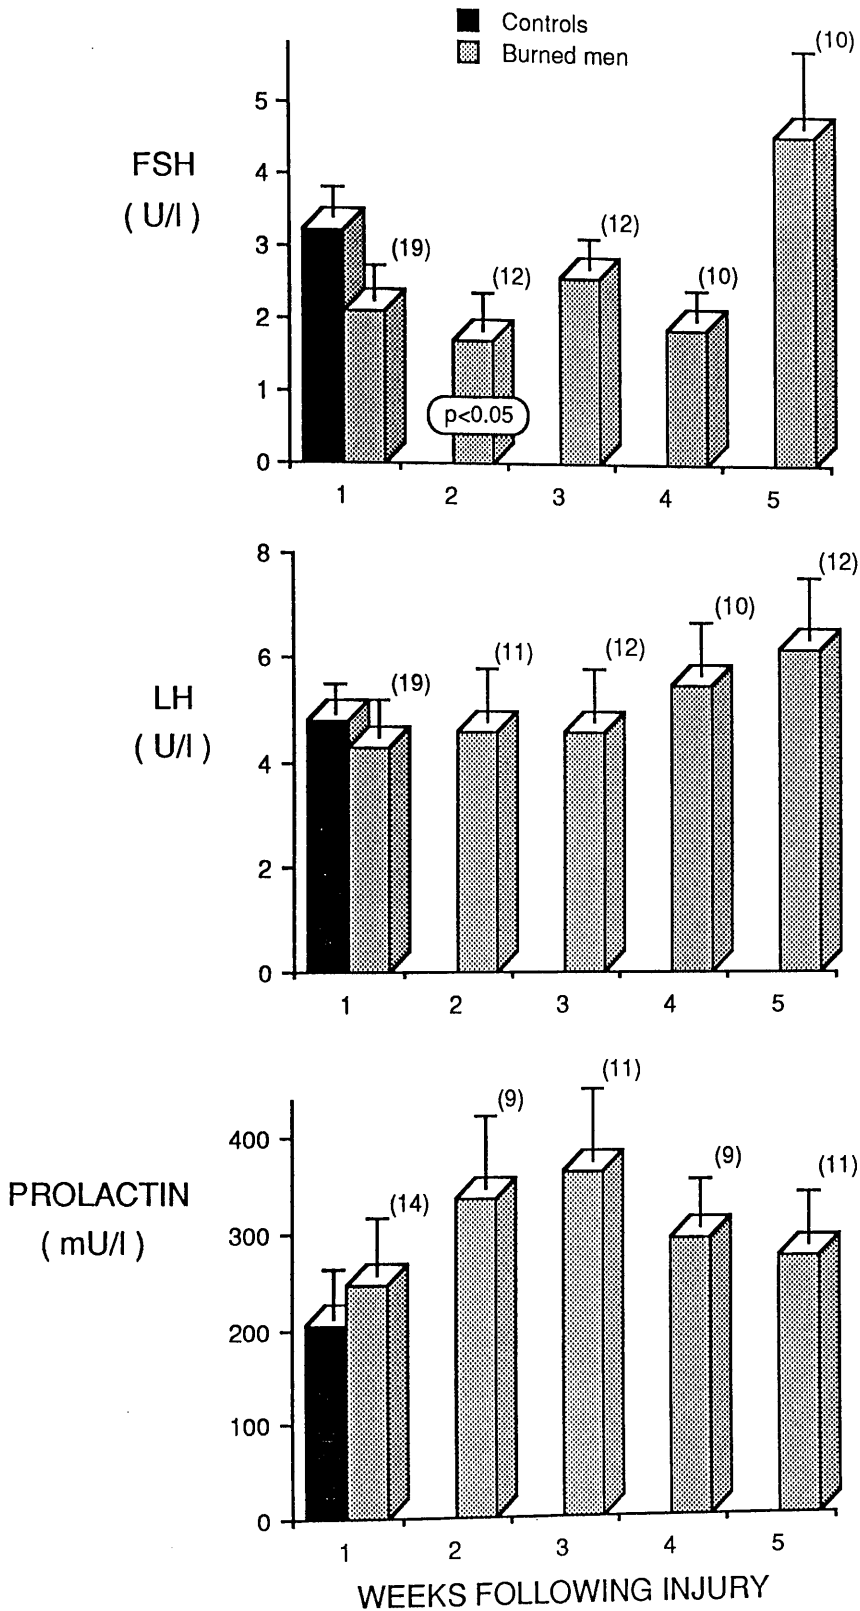 Controls
Burned men
FSH
( U/l )
5
4
3
2
1
0
(19)
(12)
(12)
(10)
(10)
p<0.05
1 2 3 4 5
LH
( U/l )
8
6
4
2
0
(19)
(11)
(12)
(10)
(12)
1 2 3 4 5
PROLACTIN
( mU/l )
400
300
200
100
0
(14)
(9)
(11)
(9)
(11)
1 2 3 4 5
WEEKS FOLLOWING INJURY